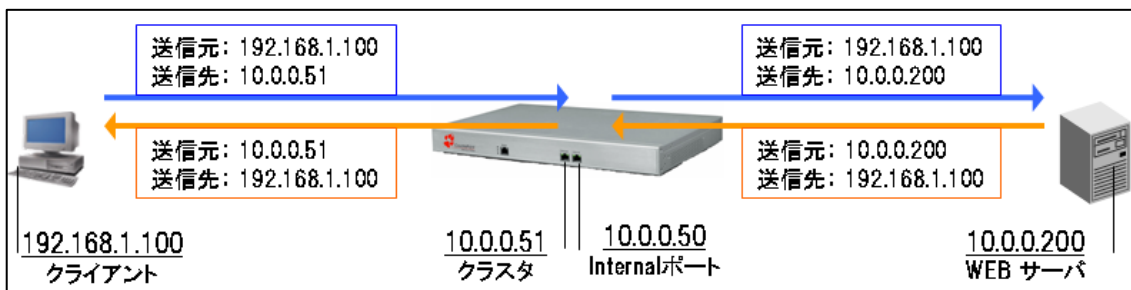 送信元: 192.168.1.100
送信先: 10.0.0.51
送信元: 192.168.1.100
送信先: 10.0.0.200
送信元: 10.0.0.51
送信先: 192.168.1.100
送信元: 10.0.0.200
送信先: 192.168.1.100
192.168.1.100
クライアント
10.0.0.51
クラスタ
10.0.0.50
Internalポート
10.0.0.200
WEB サーバ